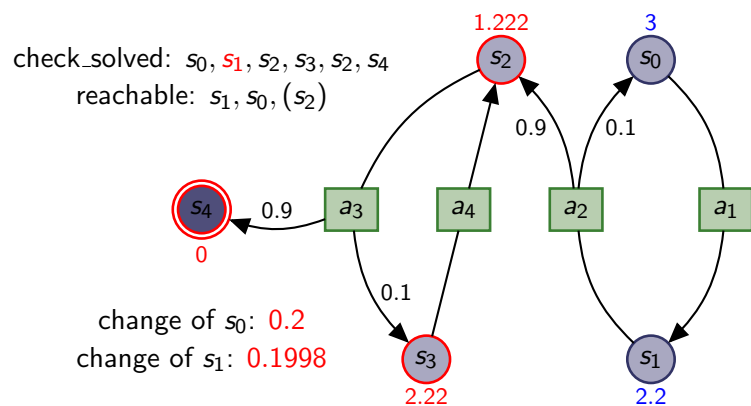 1.222
3
check_solved: s₀, s₁, s₂, s₃, s₂, s₄
s₂
s₀
reachable: s₁, s₀, (s₂)
0.9
0.1
s₄
0.9
a₃
a₄
a₂
a₁
0
0.1
change of s₀: 0.2
change of s₁: 0.1998
s₃
s₁
2.22
2.2